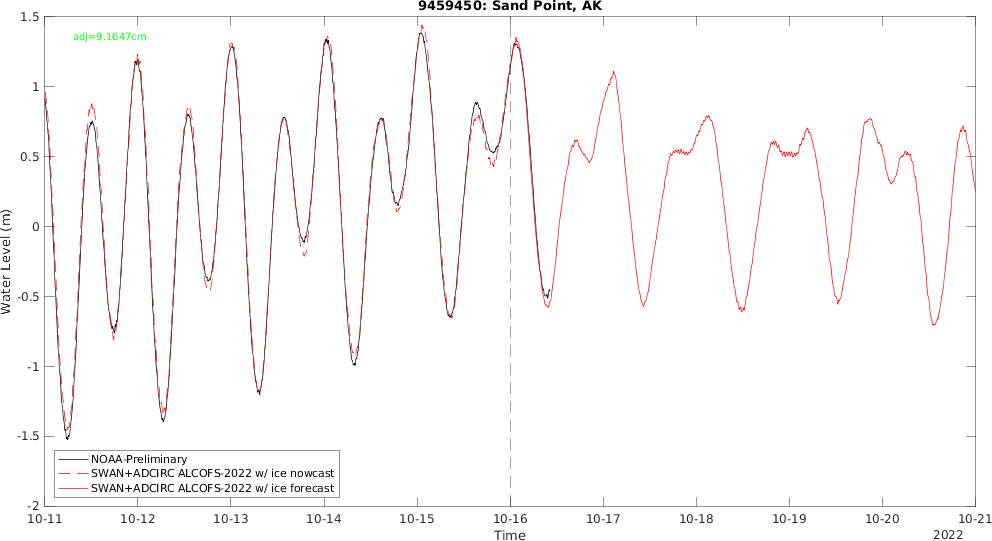 9459450: Sand Point, AK
adj=9.1647cm
Water Level (m)
1.5
1
0.5
0
-0.5
-1
-1.5
-2
NOAA-Preliminary
SWAN+ADCIRC ALCOFS-2022 w/ ice nowcast
SWAN+ADCIRC ALCOFS-2022 w/ ice forecast
10-11 10-12 10-13 10-14 10-15 10-16 10-17 10-18 10-19 10-20 10-21
Time
2022